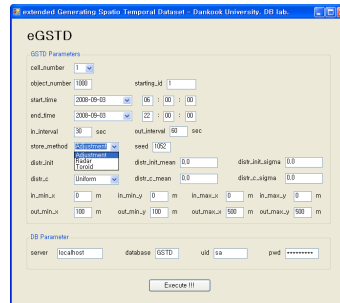 extended Generating Spatio Temporal Dataset - Dankook University. DB lab.
eGSTD
GSTD Parameters
cell_number 1
object_number 1000 starting_id 1
start_time 2008-09-03 06 : 00 : 00
end_time 2008-09-03 22 : 00 : 00
in_interval 30 sec out_interval 60 sec
store_method Adjustment seed 1052
Adjustment
Radar
Toroid
distr_init distr_init_mean 0,0 distr_init_sigma 0,0
distr_c Uniform distr_c_mean 0,0 distr_c_sigma 0,0
in_min_x 0 m in_min_y 0 m in_max_x 0 m in_max_y 0 m
out_min_x 100 m out_min_y 100 m out_max_x 500 m out_max_y 500 m
DB Parameter
server localhost database GSTD uid sa pwd •••••••••
Execute !!!